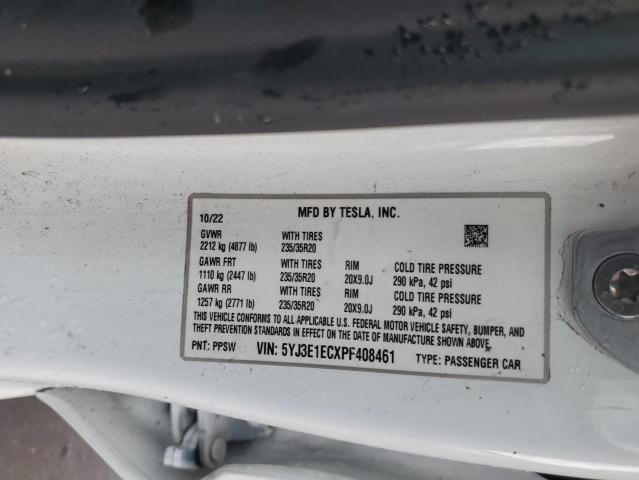 10/22 MFD BY TESLA, INC.
GVWR WITH TIRES
2212 kg (4877 lb) 235/35R20
GAWR FRT WITH TIRES RIM COLD TIRE PRESSURE
1110 kg (2447 lb) 235/35R20 20X9.0J 290 kPa, 42 psi
GAWR RR WITH TIRES RIM COLD TIRE PRESSURE
1257 kg (2771 lb) 235/35R20 20X9.0J 290 kPa, 42 psi
THIS VEHICLE CONFORMS TO ALL APPLICABLE U.S. FEDERAL MOTOR VEHICLE SAFETY, BUMPER, AND
THEFT PREVENTION STANDARDS IN EFFECT ON THE DATE OF MANUFACTURE SHOWN ABOVE.
PNT: PPSW VIN: 5YJ3E1ECXPF408461 TYPE: PASSENGER CAR